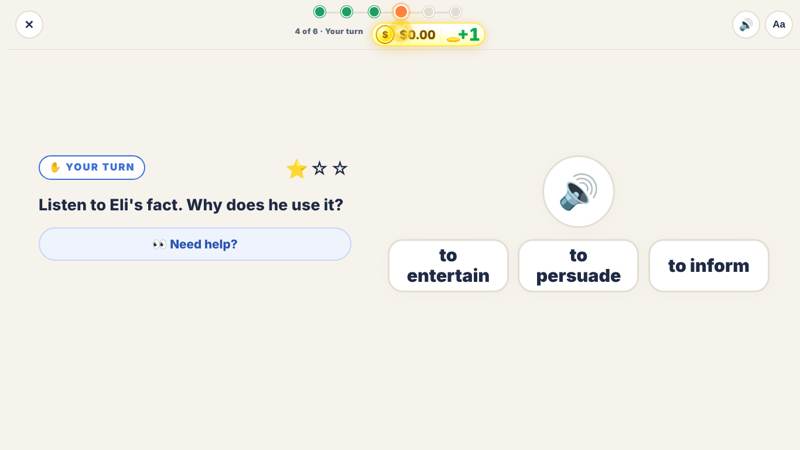 ✕
4 of 6 · Your turn
S $0.00 +1
Aa
YOUR TURN
Listen to Eli's fact. Why does he use it?
Need help?
to entertain
to persuade
to inform